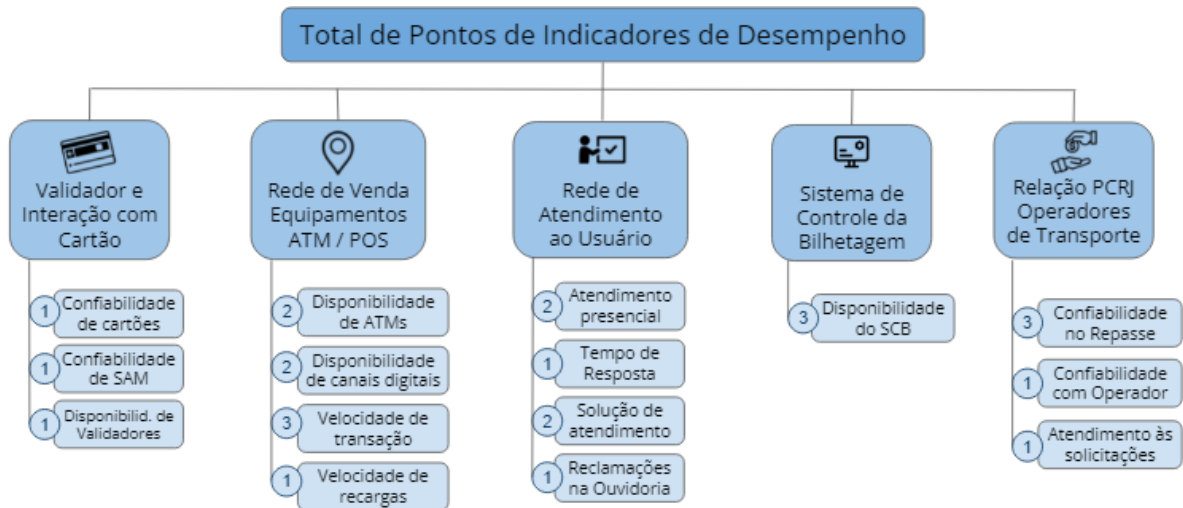 Total de Pontos de Indicadores de Desempenho
Validador e
Interação com
Cartão
1
Confiabilidade
de cartões
1
Confiabilidade
de SAM
1
Disponibilid. de
Validadores
Rede de Venda
Equipamentos
ATM / POS
2
Disponibilidade
de ATMs
2
Disponibilidade
de canais digitais
3
Velocidade de
transação
1
Velocidade de
recargas
Rede de
Atendimento
ao Usuário
2
Atendimento
presencial
1
Tempo de
Resposta
2
Solução de
atendimento
1
Reclamações
na Ouvidoria
Sistema de
Controle da
Bilhetagem
3
Disponibilidade
do SCB
Relação PCRJ
Operadores
de Transporte
3
Confiabilidade
no Repasse
1
Confiabilidade
com Operador
1
Atendimento às
solicitações